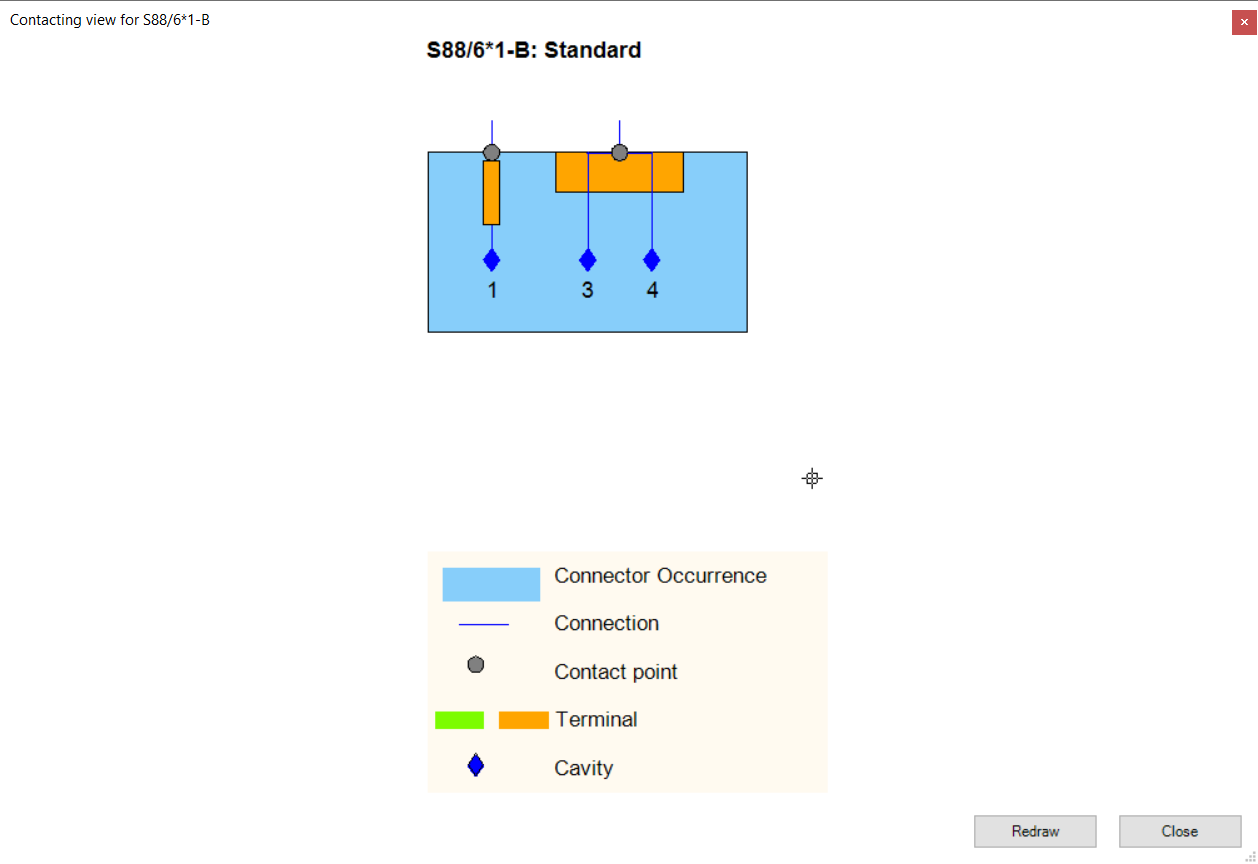 Contacting view for S88/6*1-B
S88/6*1-B: Standard
1 3 4
Connector Occurrence
Connection
Contact point
Terminal
Cavity
Redraw Close